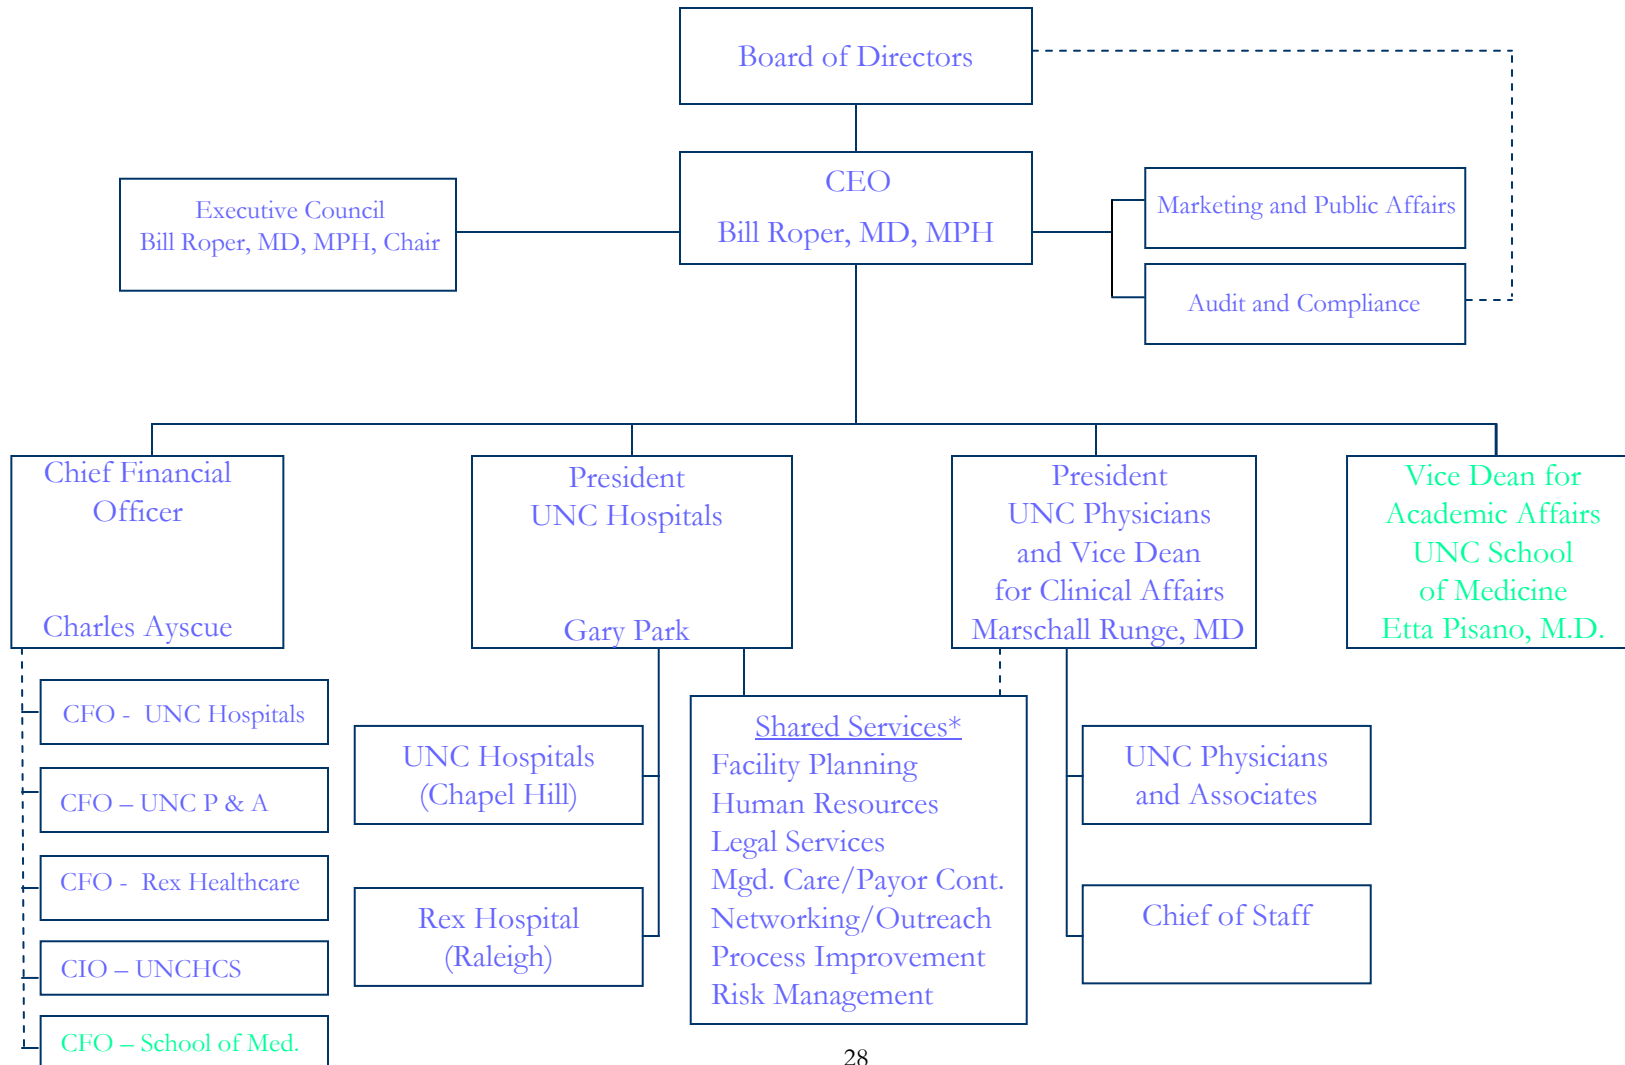 Board of Directors
CEO
Bill Roper, MD, MPH
Executive Council
Bill Roper, MD, MPH, Chair
Marketing and Public Affairs
Audit and Compliance
Chief Financial
Officer
Charles Ayscue
President
UNC Hospitals
Gary Park
President
UNC Physicians
and Vice Dean
for Clinical Affairs
Marschall Runge, MD
Vice Dean for
Academic Affairs
UNC School
of Medicine
Etta Pisano, M.D.
CFO - UNC Hospitals
CFO – UNC P & A
CFO - Rex Healthcare
CIO – UNCHCS
CFO – School of Med.
UNC Hospitals
(Chapel Hill)
Rex Hospital
(Raleigh)
Shared Services*
Facility Planning
Human Resources
Legal Services
Mgd. Care/Payor Cont.
Networking/Outreach
Process Improvement
Risk Management
UNC Physicians
and Associates
Chief of Staff
28